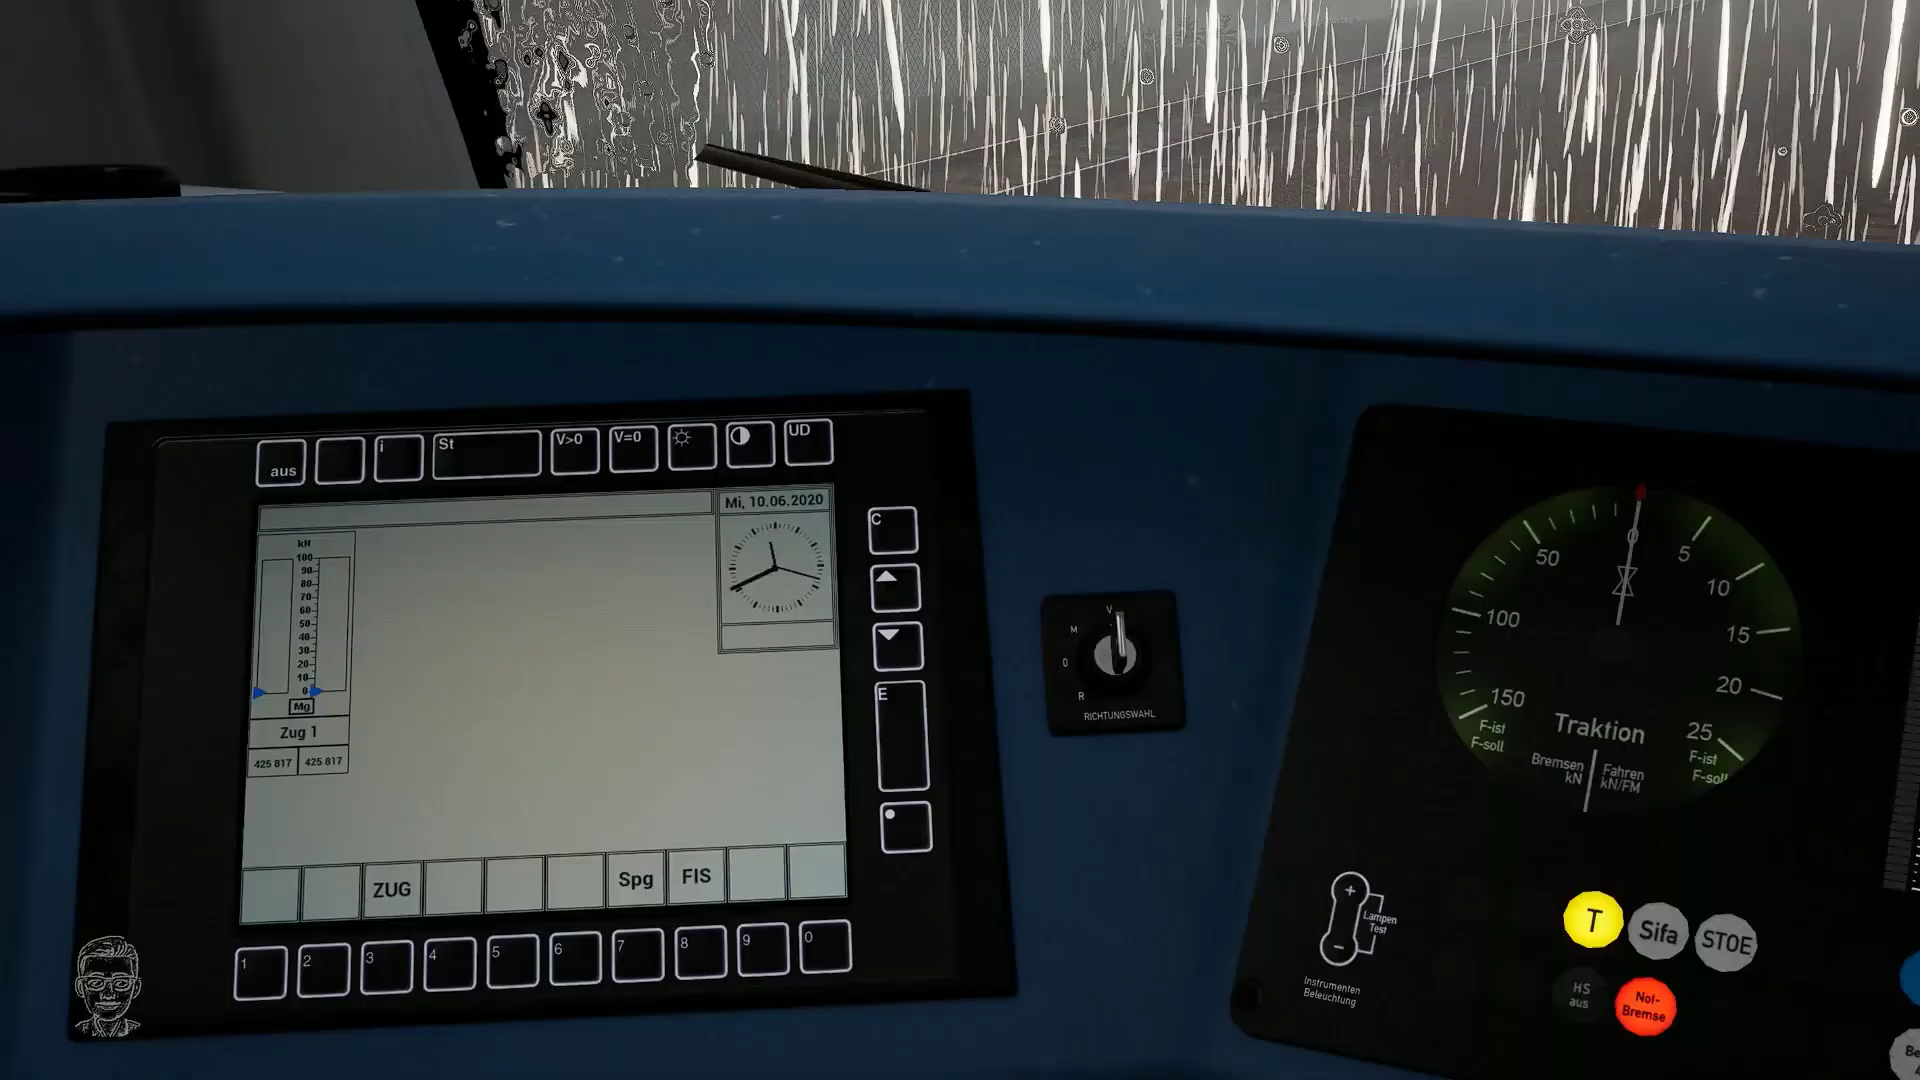 aus
i
St
V>0
V=0
UD
Mi, 10.06.2020
kN
100
90
80
70
60
50
40
30
20
10
0
Mg
Zug 1
425 817
425 817
C
E
ZUG
Spg
FIS
1
2
3
4
5
6
7
8
9
0
V
M
0
R
RICHTUNGSWAHL
0
50
5
10
100
15
20
150
25
Traktion
F-ist
F-soll
F-ist
F-soll
Bremsen
kN
Fahren
kN/FM
+
Lampen
Test
-
Instrumenten
Beleuchtung
T
Sifa
STOE
HS
aus
Not-
Bremse
Be